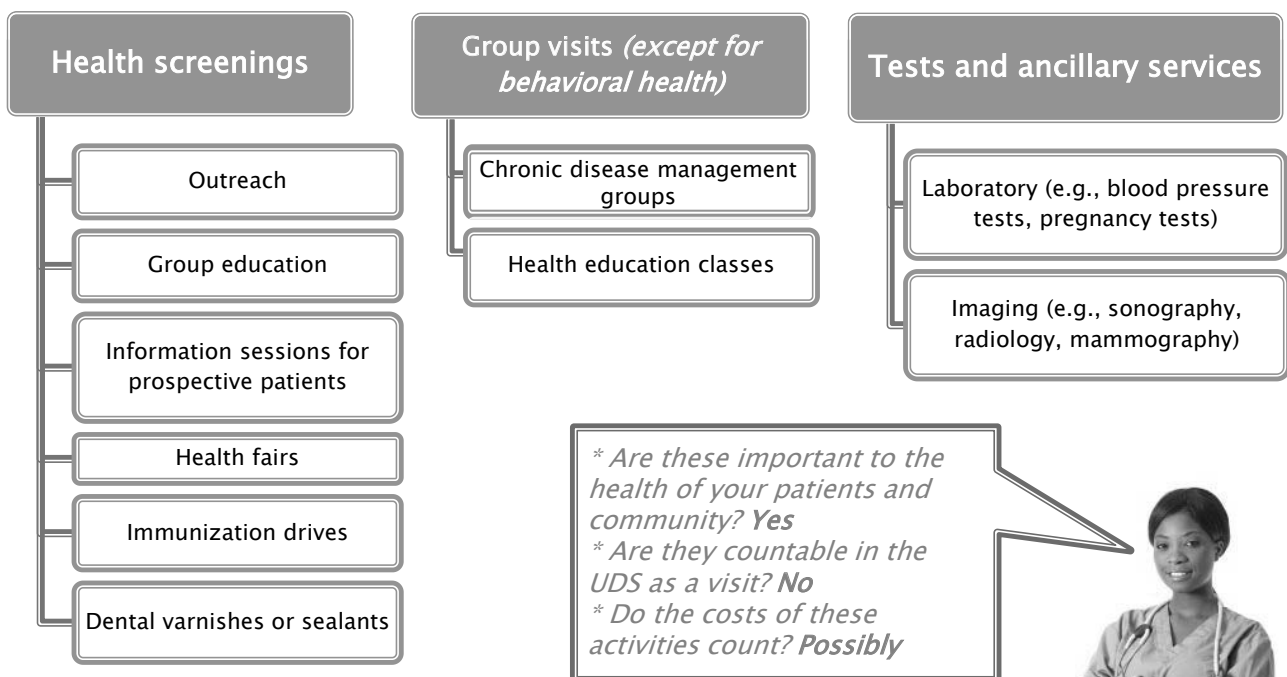 Health screenings
Outreach
Group education
Information sessions for
prospective patients
Health fairs
Immunization drives
Dental varnishes or sealants
Group visits (except for
behavioral health)
Chronic disease management
groups
Health education classes
Tests and ancillary services
Laboratory (e.g., blood pressure
tests, pregnancy tests)
Imaging (e.g., sonography,
radiology, mammography)
* Are these important to the
health of your patients and
community? Yes
* Are they countable in the
UDS as a visit? No
* Do the costs of these
activities count? Possibly